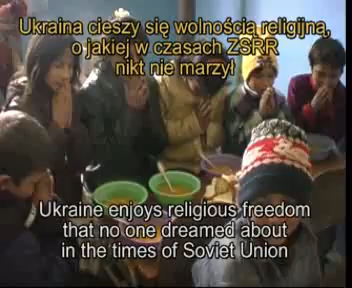 Ukraina cieszy się wolnością religijną,
o jakiej w czasach ZSRR
nikt nie marzył
Ukraine enjoys religious freedom
that no one dreamed about
in the times of Soviet Union